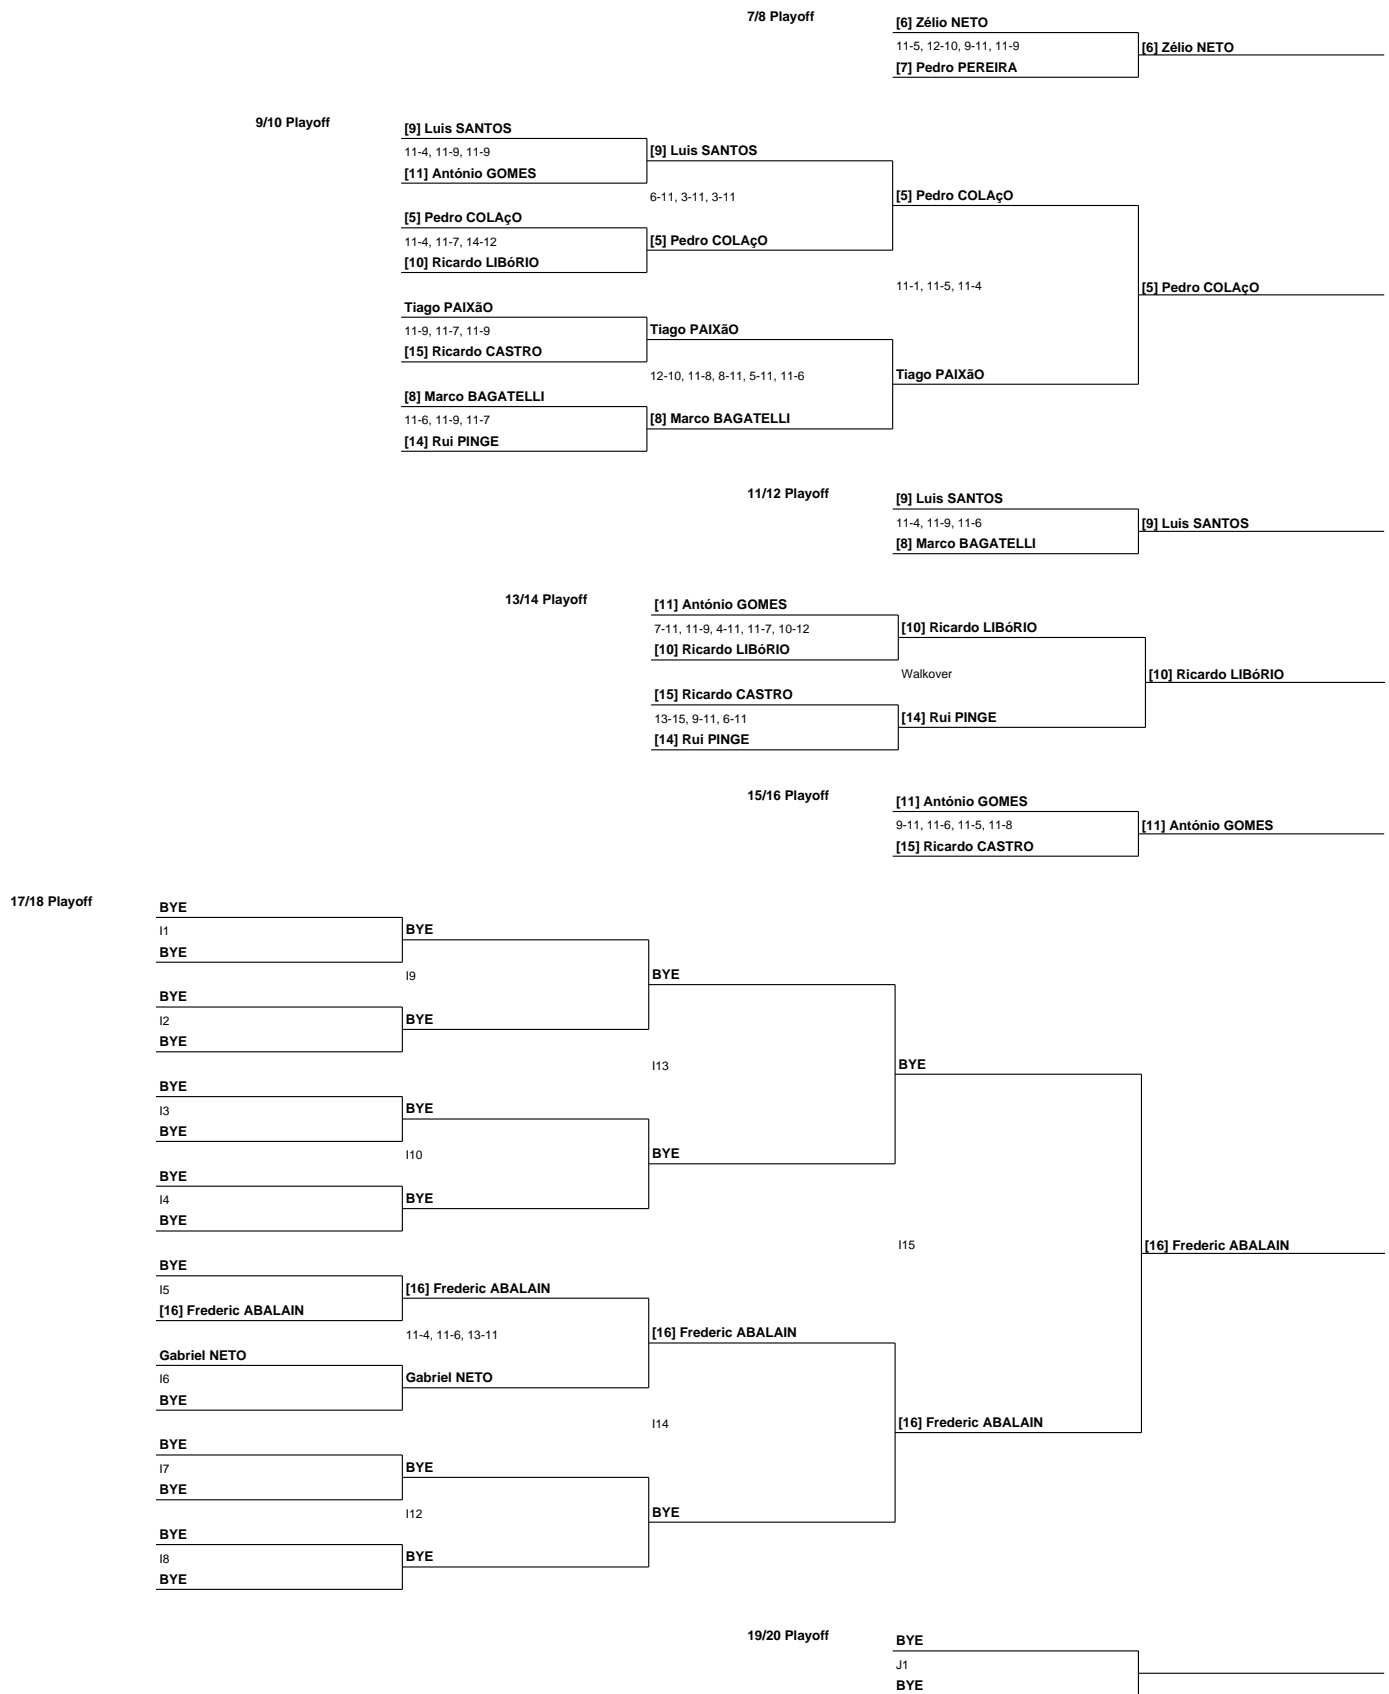 7/8 Playoff
[6] Zélio NETO
11-5, 12-10, 9-11, 11-9
[6] Zélio NETO
[7] Pedro PEREIRA
9/10 Playoff
[9] Luis SANTOS
11-4, 11-9, 11-9
[9] Luis SANTOS
[11] António GOMES
6-11, 3-11, 3-11
[5] Pedro COLAçO
[5] Pedro COLAçO
11-4, 11-7, 14-12
[5] Pedro COLAçO
[10] Ricardo LIBóRIO
11-1, 11-5, 11-4
[5] Pedro COLAçO
Tiago PAIXãO
11-9, 11-7, 11-9
Tiago PAIXãO
[15] Ricardo CASTRO
12-10, 11-8, 8-11, 5-11, 11-6
Tiago PAIXãO
[8] Marco BAGATELLI
11-6, 11-9, 11-7
[8] Marco BAGATELLI
[14] Rui PINGE
11/12 Playoff
[9] Luis SANTOS
11-4, 11-9, 11-6
[9] Luis SANTOS
[8] Marco BAGATELLI
13/14 Playoff
[11] António GOMES
7-11, 11-9, 4-11, 11-7, 10-12
[10] Ricardo LIBóRIO
[10] Ricardo LIBóRIO
Walkover
[10] Ricardo LIBóRIO
[15] Ricardo CASTRO
13-15, 9-11, 6-11
[14] Rui PINGE
[14] Rui PINGE
15/16 Playoff
[11] António GOMES
9-11, 11-6, 11-5, 11-8
[11] António GOMES
[15] Ricardo CASTRO
17/18 Playoff
BYE
I1
BYE
BYE
I9
BYE
BYE
I2
BYE
BYE
I13
BYE
BYE
I3
BYE
BYE
I10
BYE
BYE
I4
BYE
BYE
I15
[16] Frederic ABALAIN
BYE
I5
[16] Frederic ABALAIN
[16] Frederic ABALAIN
11-4, 11-6, 13-11
[16] Frederic ABALAIN
Gabriel NETO
I6
Gabriel NETO
BYE
I14
[16] Frederic ABALAIN
BYE
I7
BYE
BYE
I12
BYE
BYE
I8
BYE
BYE
19/20 Playoff
BYE
J1
BYE